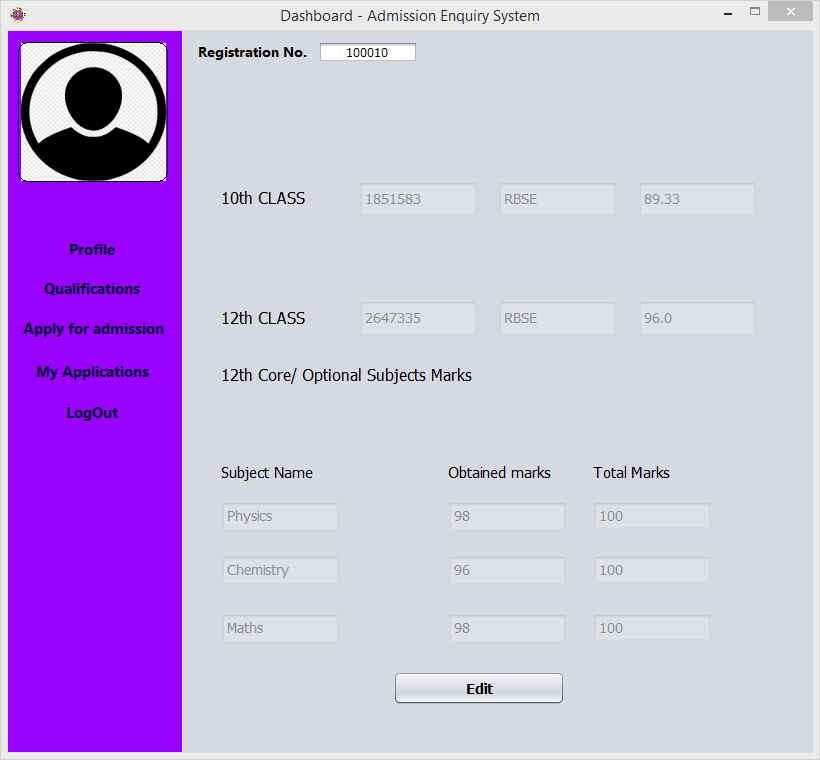 Dashboard - Admission Enquiry System
Registration No. 100010
10th CLASS 1851583 RBSE 89.33
Profile
Qualifications
12th CLASS 2647335 RBSE 96.0
Apply for admission
My Applications
12th Core/ Optional Subjects Marks
LogOut
Subject Name Obtained marks Total Marks
Physics 98 100
Chemistry 96 100
Maths 98 100
Edit